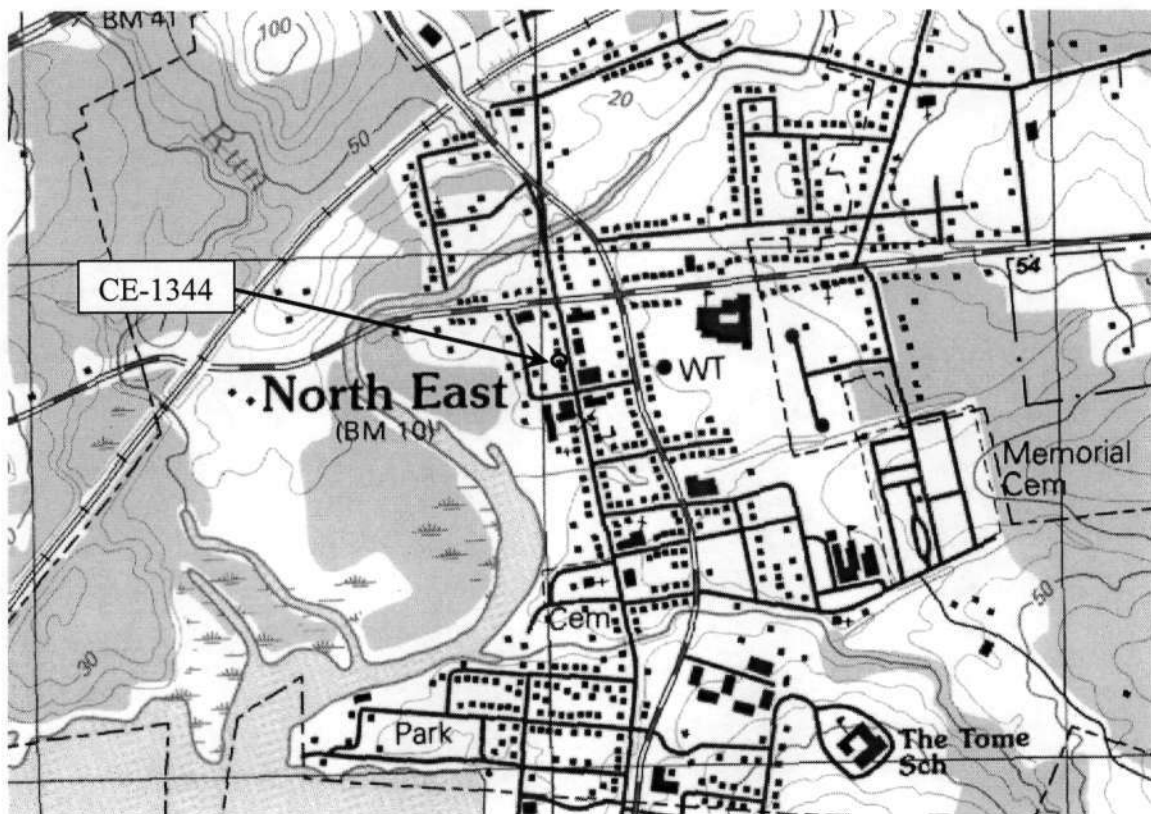 BM 41
100
20
Run
50
CE-1344
54
WT
North East
(BM 10)
Memorial
Cem
50
Cem
30
Park
The Tome
Sch